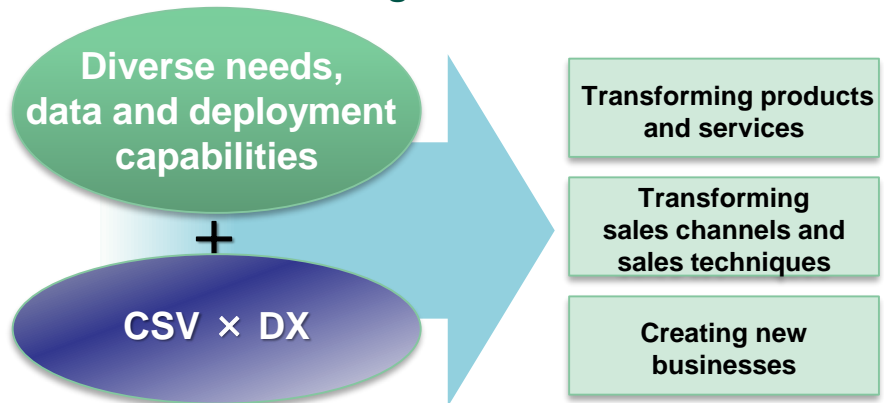 Diverse needs,
data and deployment
capabilities
+
CSV × DX
Transforming products
and services
Transforming
sales channels and
sales techniques
Creating new
businesses